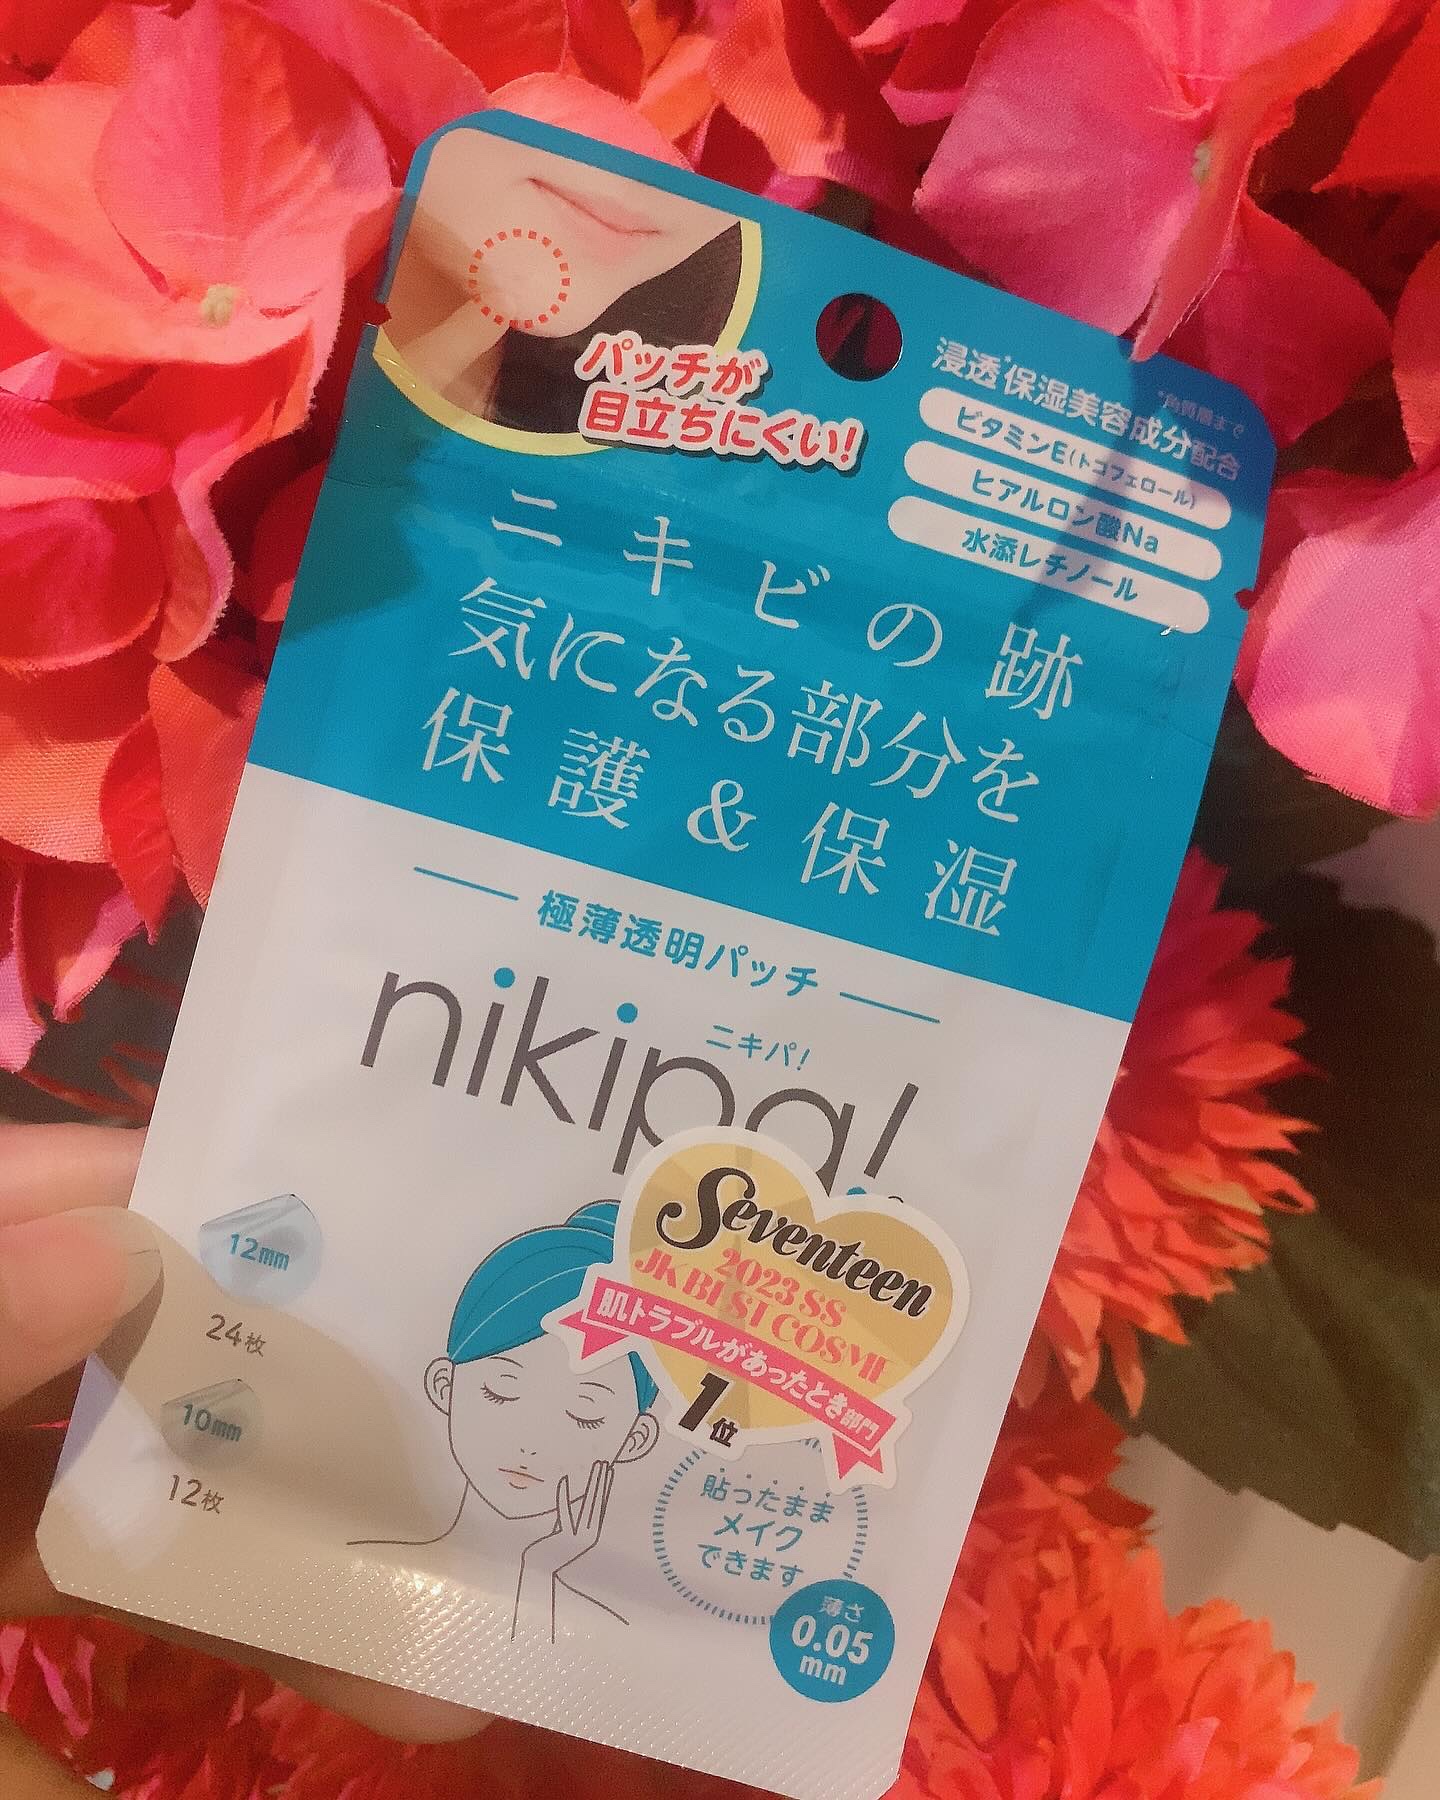 パッチが
目立ちにくい!
浸透*保湿美容成分配合
*角質層まで
ビタミンE(トコフェロール)
ヒアルロン酸Na
水添レチノール
ニキビの跡
気になる部分を
保護&保湿
極薄透明パッチ
ニキパ!
nikipa!
12mm
24枚
10mm
12枚
Seventeen
2023 SS
JK BEST COSME
肌トラブルがあったとき部門
1位
貼ったまま
メイク
できます
薄さ
0.05
mm